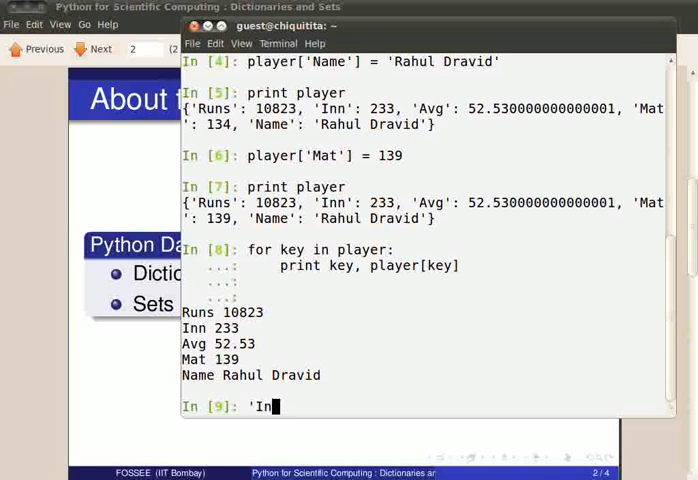 Python for Scientific Computing : Dictionaries and Sets
File Edit View Go Help
Previous Next 2 (2
About t
Python Da
Dictio
Sets
guest@chiquitita: ~
File Edit View Terminal Help
In [4]: player['Name'] = 'Rahul Dravid'
In [5]: print player
{'Runs': 10823, 'Inn': 233, 'Avg': 52.530000000000001, 'Mat
': 134, 'Name': 'Rahul Dravid'}
In [6]: player['Mat'] = 139
In [7]: print player
{'Runs': 10823, 'Inn': 233, 'Avg': 52.530000000000001, 'Mat
': 139, 'Name': 'Rahul Dravid'}
In [8]: for key in player:
...:     print key, player[key]
...:
...:
Runs 10823
Inn 233
Avg 52.53
Mat 139
Name Rahul Dravid
In [9]: 'In
FOSSEE (IIT Bombay) Python for Scientific Computing : Dictionaries ar 2 / 4